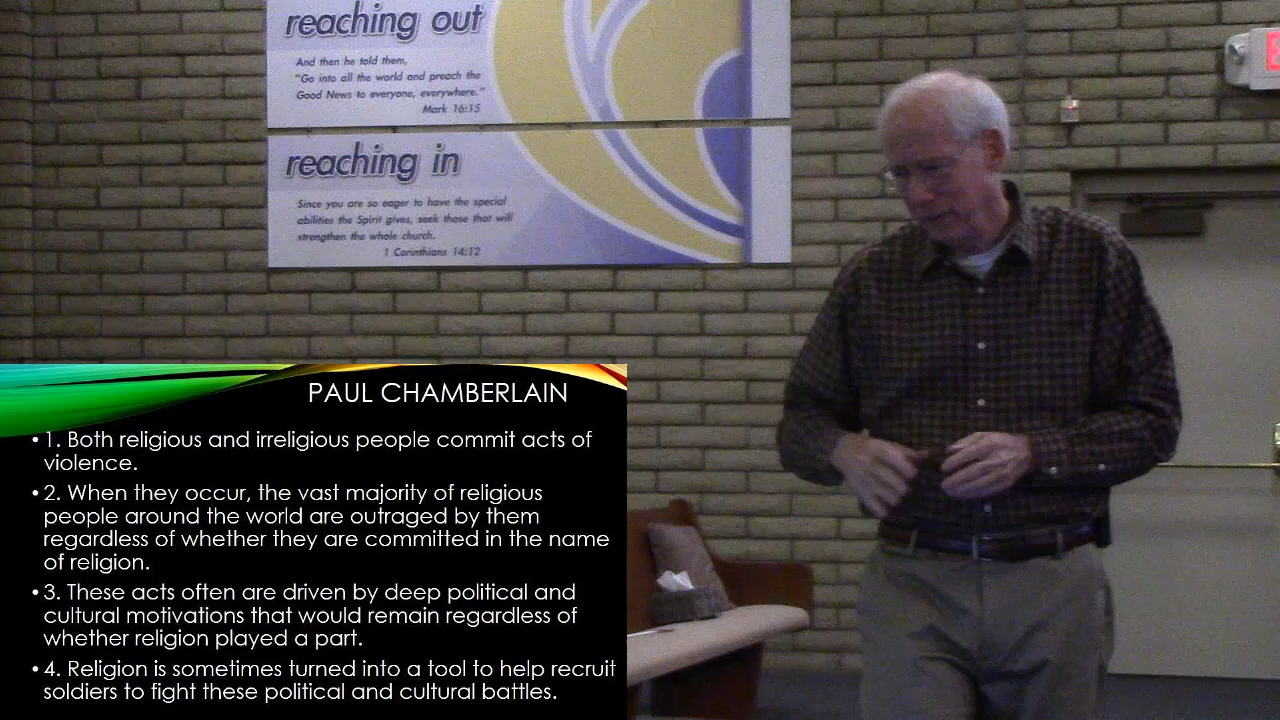 reaching out
And then he told them,
"Go into all the world and preach the
Good News to everyone, everywhere."
Mark 16:15
reaching in
Since you are so eager to have the special
abilities the Spirit gives, seek those that will
strengthen the whole church.
1 Corinthians 14:12
PAUL CHAMBERLAIN
• 1. Both religious and irreligious people commit acts of
violence.
• 2. When they occur, the vast majority of religious
people around the world are outraged by them
regardless of whether they are committed in the name
of religion.
• 3. These acts often are driven by deep political and
cultural motivations that would remain regardless of
whether religion played a part.
• 4. Religion is sometimes turned into a tool to help recruit
soldiers to fight these political and cultural battles.